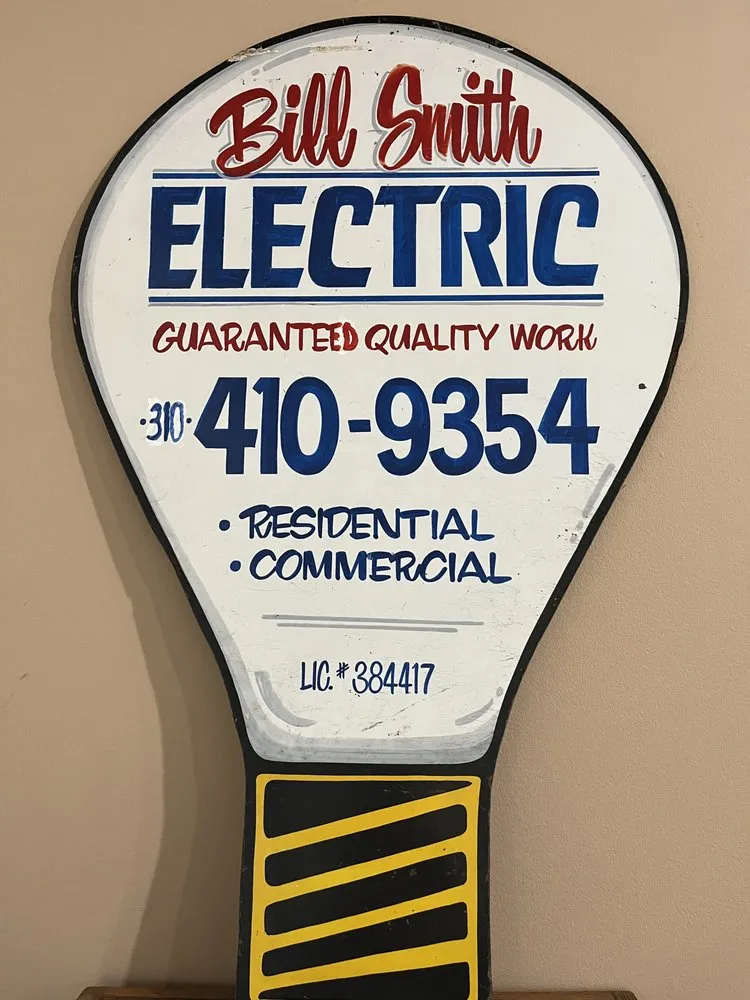 Bill Smith
ELECTRIC
GUARANTEED QUALITY WORK
·310· 410-9354
• RESIDENTIAL
• COMMERCIAL
LIC. # 384417